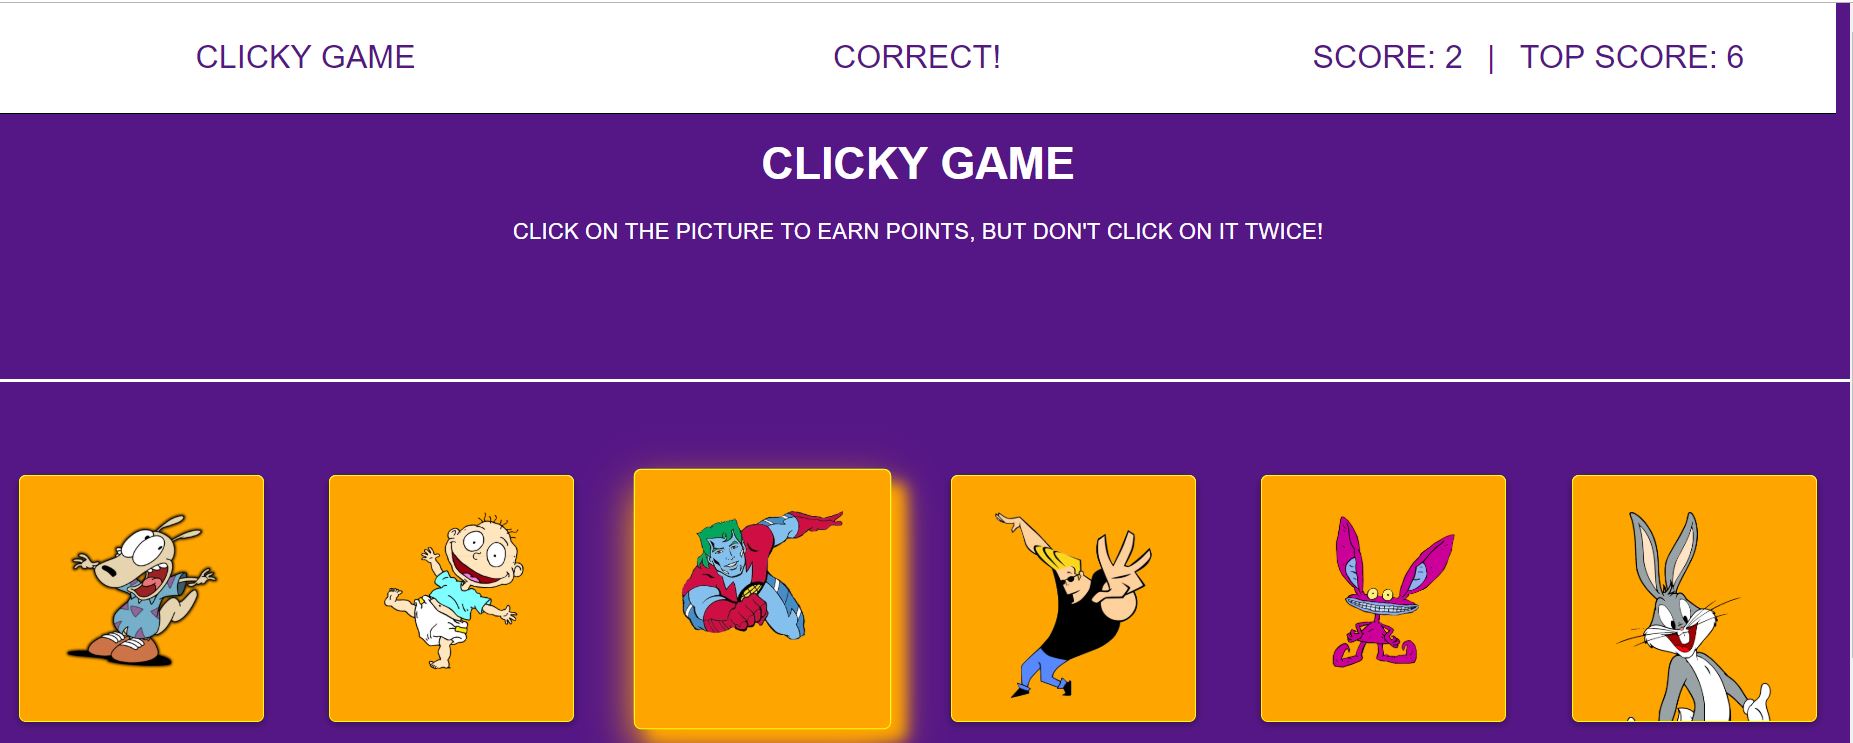 CLICKY GAME
CORRECT!
SCORE: 2 | TOP SCORE: 6
CLICKY GAME
CLICK ON THE PICTURE TO EARN POINTS, BUT DON'T CLICK ON IT TWICE!